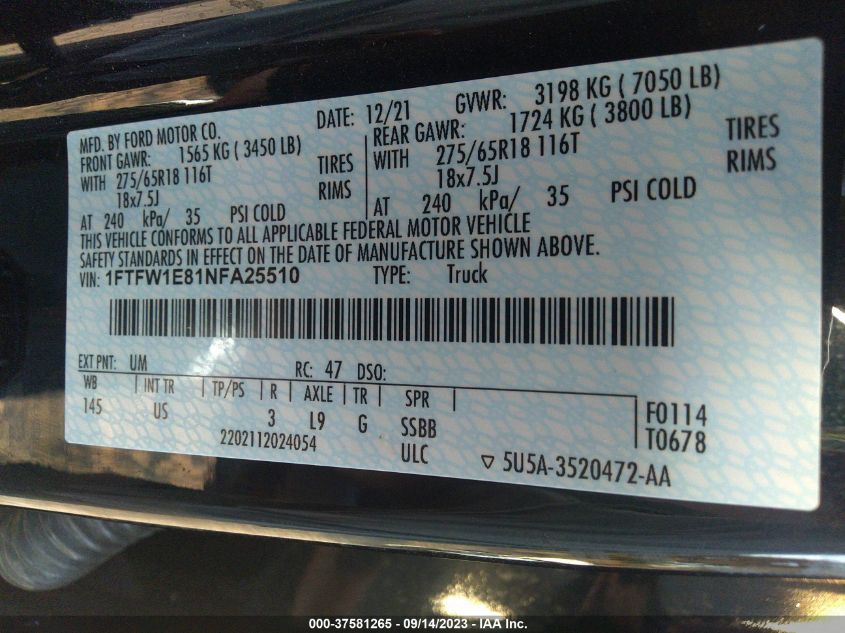 MFD. BY FORD MOTOR CO. DATE: 12/21 GVWR: 3198 KG ( 7050 LB)
FRONT GAWR: 1565 KG ( 3450 LB) REAR GAWR: 1724 KG ( 3800 LB)
WITH 275/65R18 116T TIRES WITH 275/65R18 116T TIRES
18x7.5J RIMS 18x7.5J RIMS
AT 240 kPa/ 35 PSI COLD AT 240 kPa/ 35 PSI COLD
THIS VEHICLE CONFORMS TO ALL APPLICABLE FEDERAL MOTOR VEHICLE
SAFETY STANDARDS IN EFFECT ON THE DATE OF MANUFACTURE SHOWN ABOVE.
VIN: 1FTFW1E81NFA25510 TYPE: Truck
EXT PNT: UM RC: 47 DSO:
WB INT TR TP/PS R AXLE TR SPR
145 US 3 L9 G SSBB F0114
2202112024054 ULC T0678
5U5A-3520472-AA
000-37581265 - 09/14/2023 - IAA Inc.